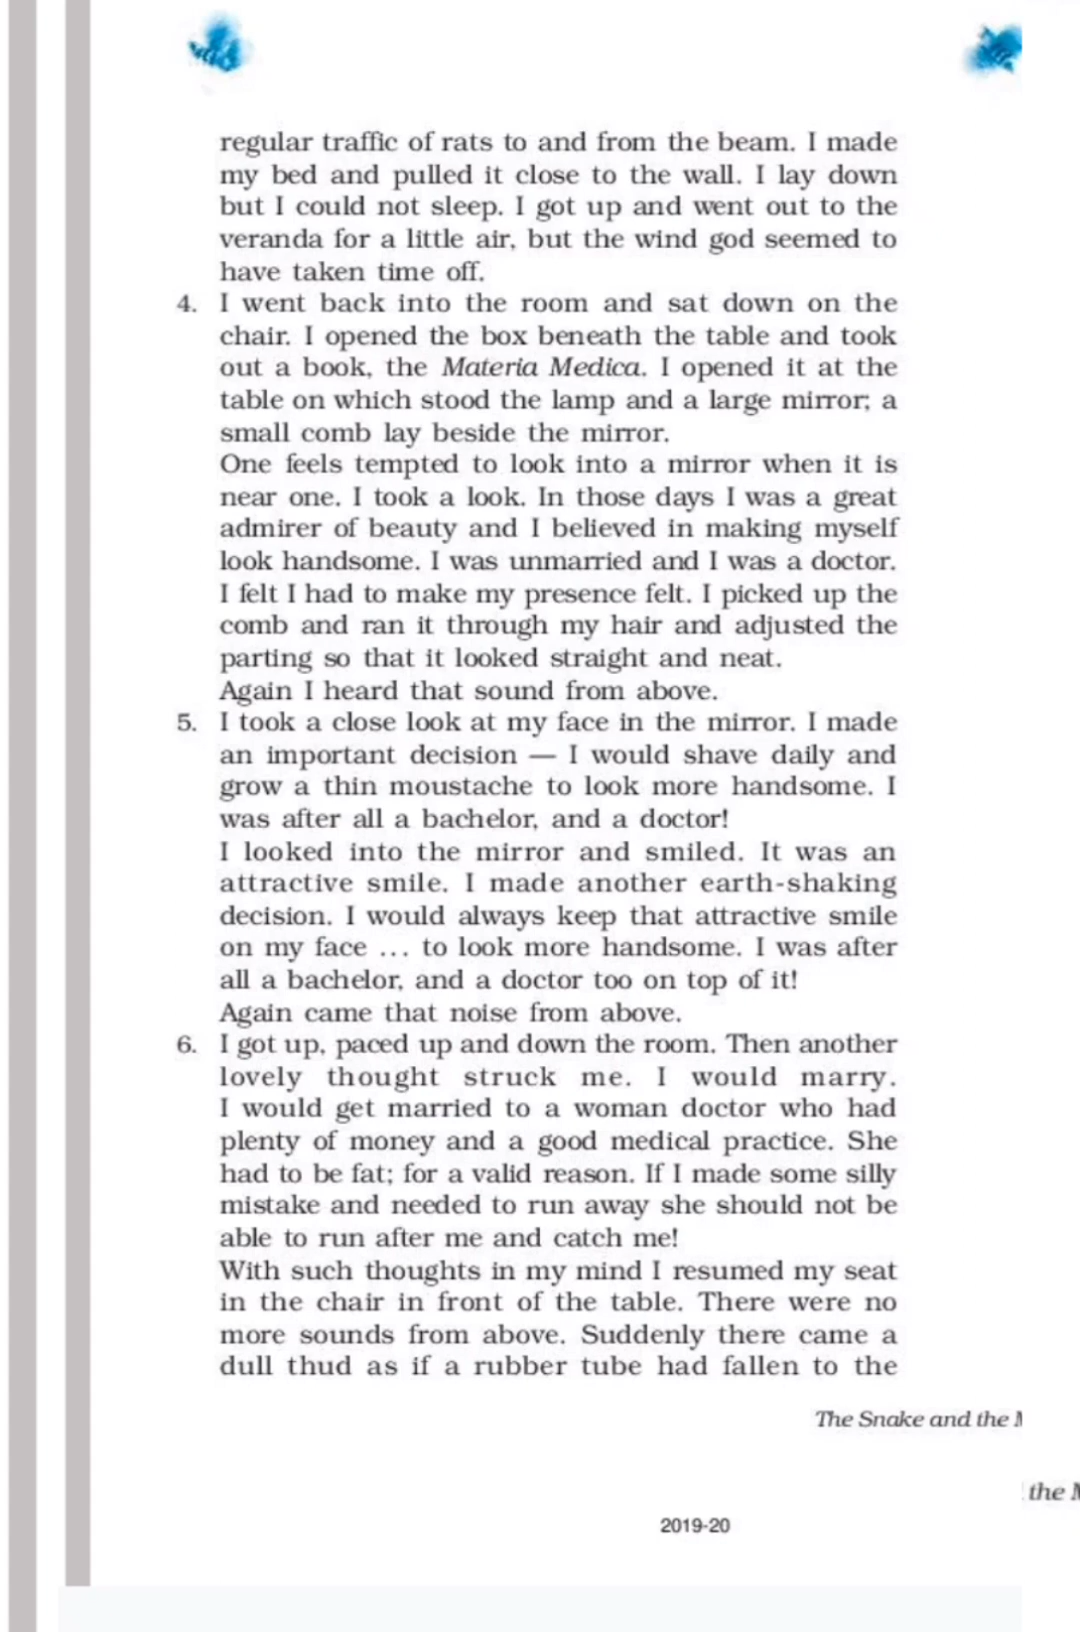 regular traffic of rats to and from the beam. I made
my bed and pulled it close to the wall. I lay down
but I could not sleep. I got up and went out to the
veranda for a little air, but the wind god seemed to
have taken time off.
4. I went back into the room and sat down on the
chair. I opened the box beneath the table and took
out a book, the Materia Medica. I opened it at the
table on which stood the lamp and a large mirror; a
small comb lay beside the mirror.
One feels tempted to look into a mirror when it is
near one. I took a look. In those days I was a great
admirer of beauty and I believed in making myself
look handsome. I was unmarried and I was a doctor.
I felt I had to make my presence felt. I picked up the
comb and ran it through my hair and adjusted the
parting so that it looked straight and neat.
Again I heard that sound from above.
5. I took a close look at my face in the mirror. I made
an important decision — I would shave daily and
grow a thin moustache to look more handsome. I
was after all a bachelor, and a doctor!
I looked into the mirror and smiled. It was an
attractive smile. I made another earth-shaking
decision. I would always keep that attractive smile
on my face ... to look more handsome. I was after
all a bachelor, and a doctor too on top of it!
Again came that noise from above.
6. I got up, paced up and down the room. Then another
lovely thought struck me. I would marry.
I would get married to a woman doctor who had
plenty of money and a good medical practice. She
had to be fat; for a valid reason. If I made some silly
mistake and needed to run away she should not be
able to run after me and catch me!
With such thoughts in my mind I resumed my seat
in the chair in front of the table. There were no
more sounds from above. Suddenly there came a
dull thud as if a rubber tube had fallen to the
The Snake and the
the
2019-20